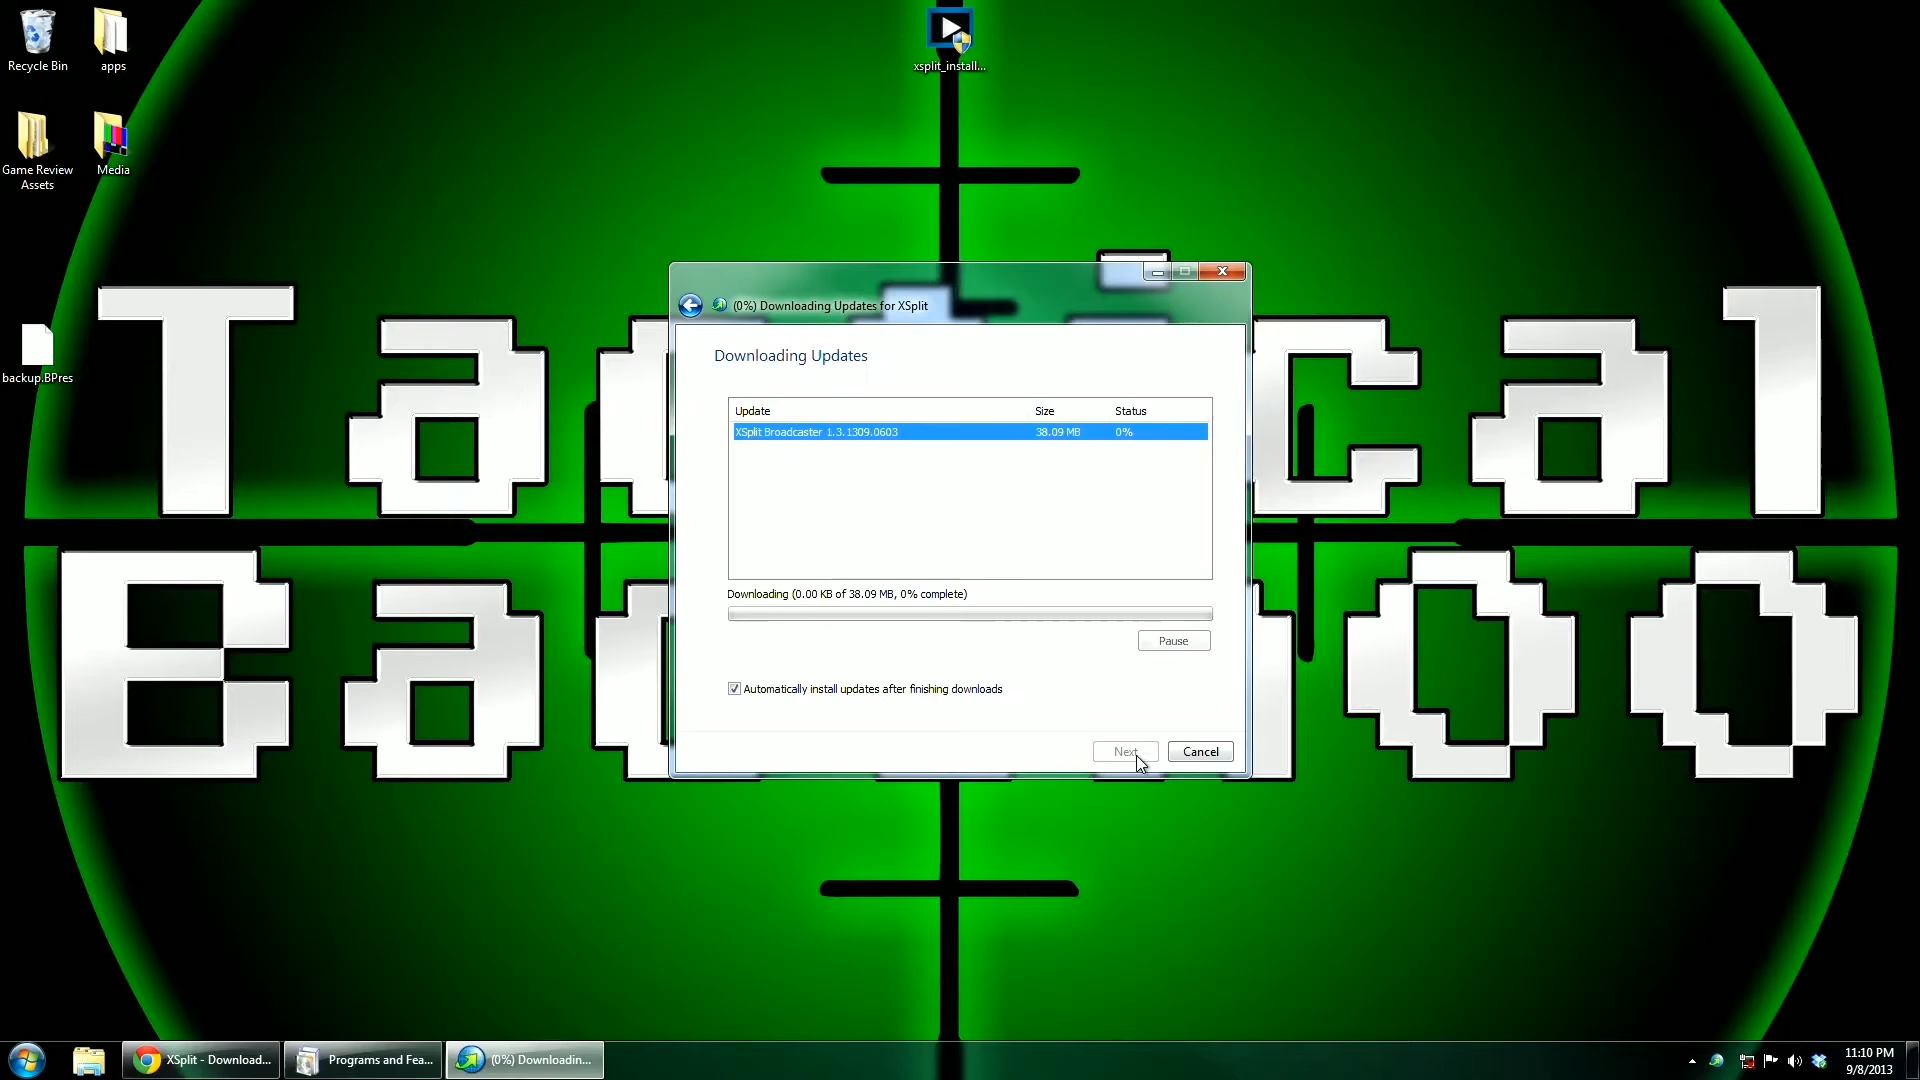 Recycle Bin
apps
xsplit_install...
Game Review
Assets
Media
backup.BPres
(0%) Downloading Updates for XSplit
Downloading Updates
Update Size Status
XSplit Broadcaster 1.3.1309.0603 38.09 MB 0%
Downloading (0.00 KB of 38.09 MB, 0% complete)
Pause
Automatically install updates after finishing downloads
Next Cancel
Ta c a l
Ba o o
XSplit - Download...
Programs and Fea...
(0%) Downloadin...
11:10 PM
9/8/2013